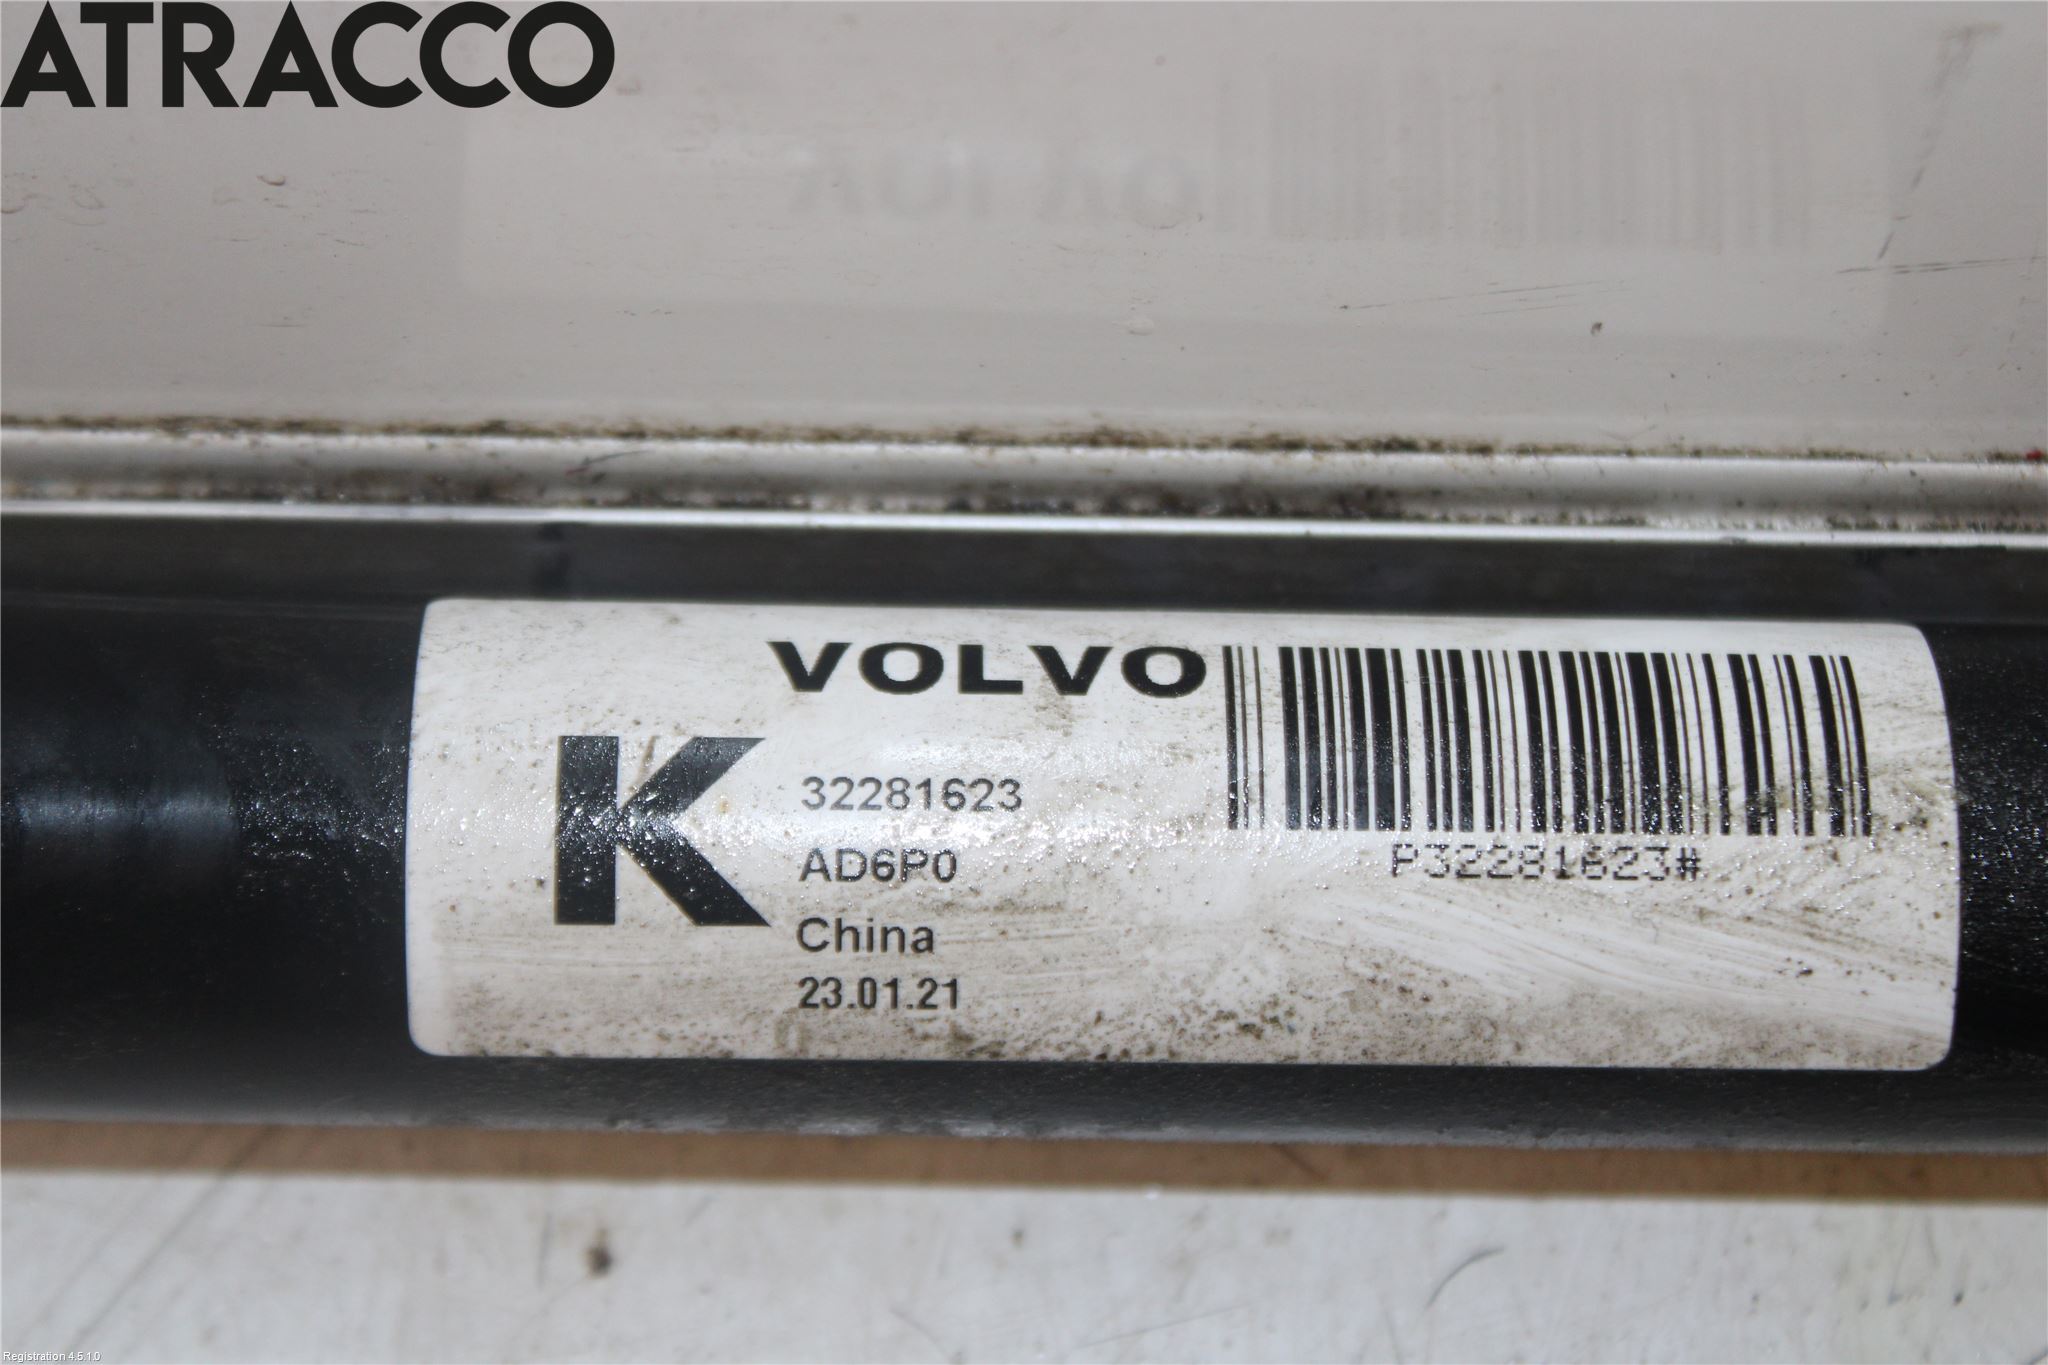 ATRACCO
VOLVO
K
32281623
AD6P0
China
23.01.21
P32281623#
Registration 4.5.1.0